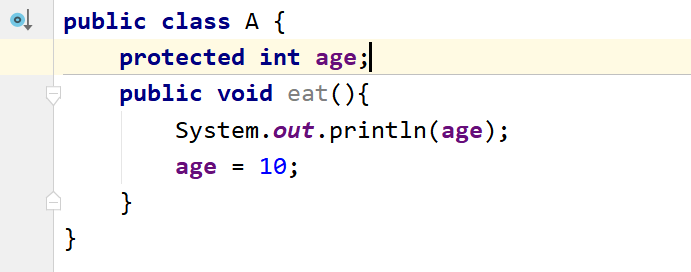 public class A {
    protected int age;
    public void eat(){
        System.out.println(age);
        age = 10;
    }
}